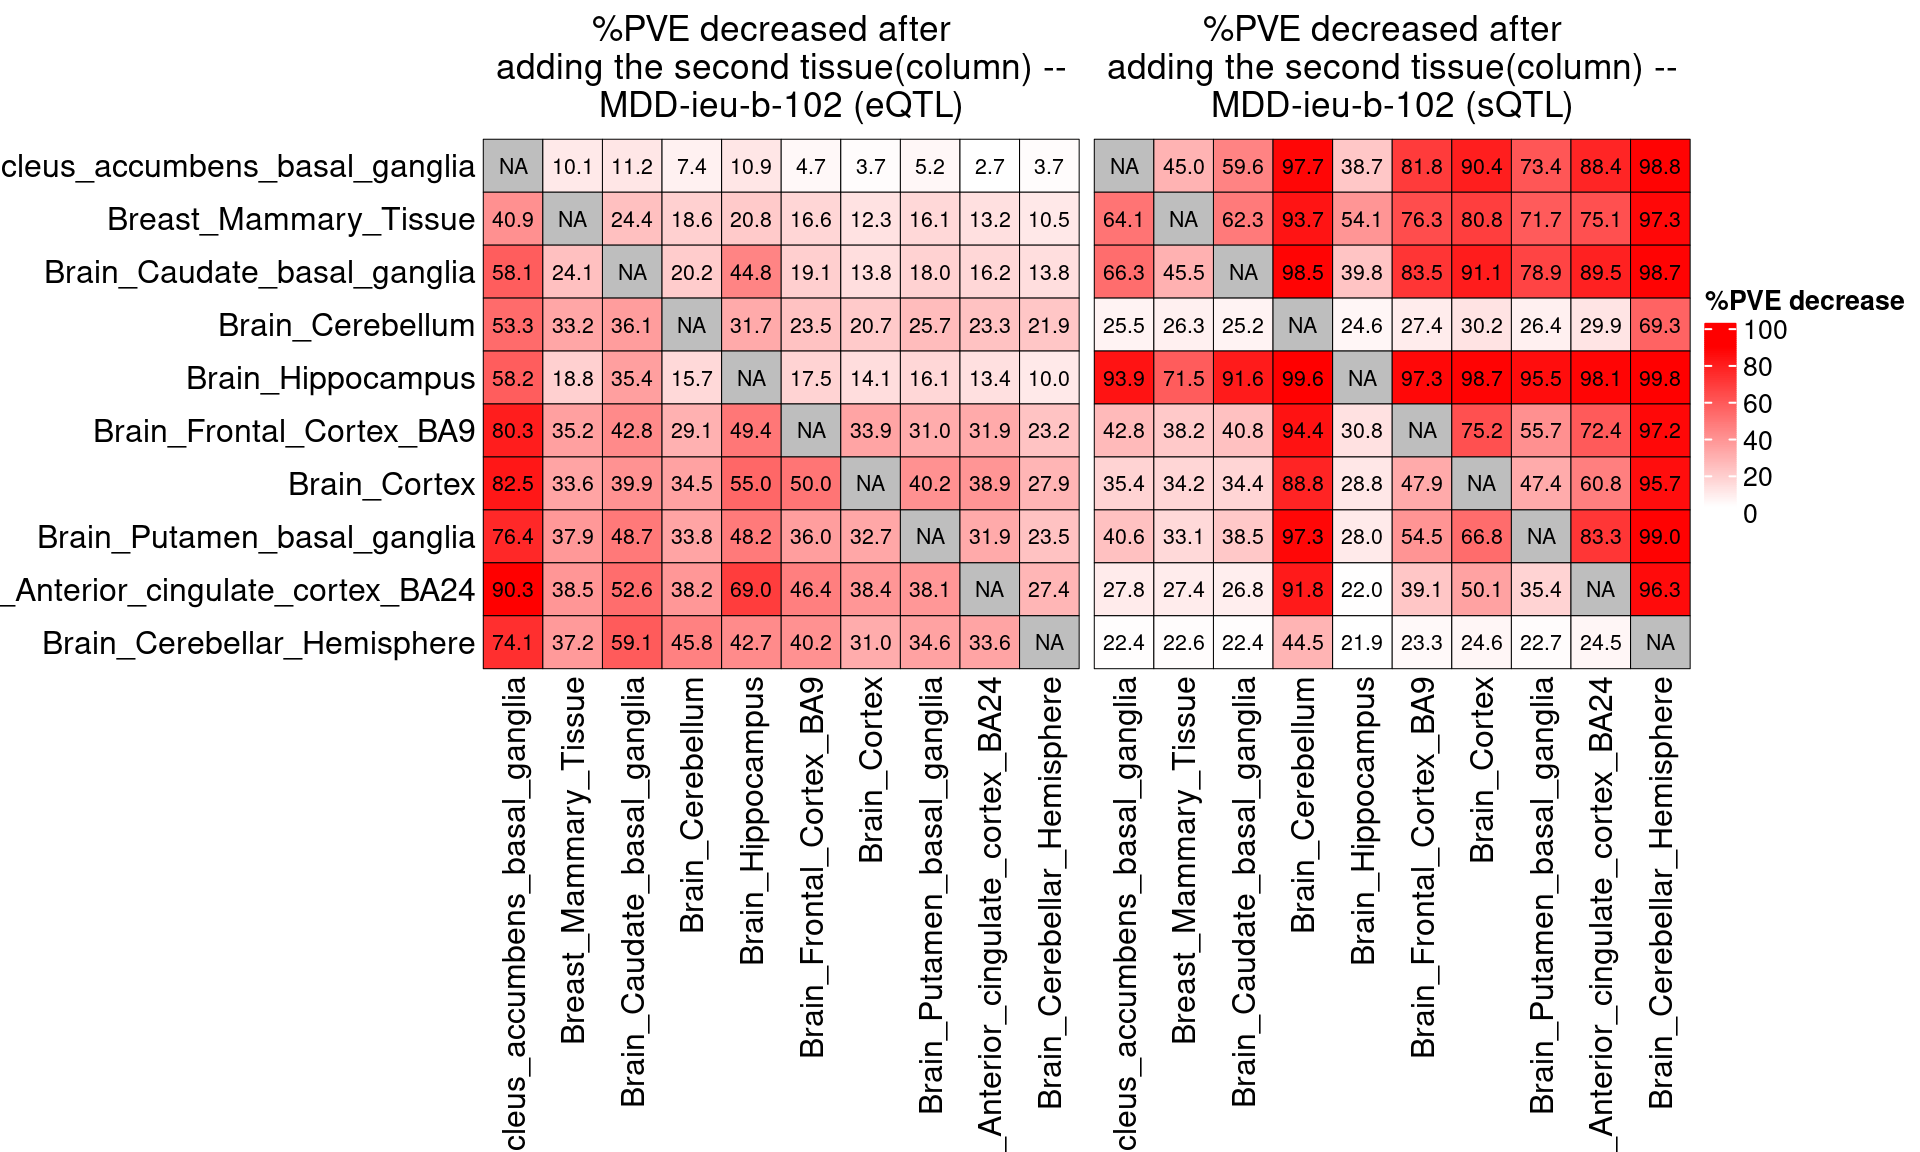 %PVE decreased after
adding the second tissue(column) --
MDD-ieu-b-102 (eQTL)
%PVE decreased after
adding the second tissue(column) --
MDD-ieu-b-102 (sQTL)
cleus_accumbens_basal_ganglia NA 10.1 11.2 7.4 10.9 4.7 3.7 5.2 2.7 3.7 NA 45.0 59.6 97.7 38.7 81.8 90.4 73.4 88.4 98.8
Breast_Mammary_Tissue 40.9 NA 24.4 18.6 20.8 16.6 12.3 16.1 13.2 10.5 64.1 NA 62.3 93.7 54.1 76.3 80.8 71.7 75.1 97.3
Brain_Caudate_basal_ganglia 58.1 24.1 NA 20.2 44.8 19.1 13.8 18.0 16.2 13.8 66.3 45.5 NA 98.5 39.8 83.5 91.1 78.9 89.5 98.7
Brain_Cerebellum 53.3 33.2 36.1 NA 31.7 23.5 20.7 25.7 23.3 21.9 25.5 26.3 25.2 NA 24.6 27.4 30.2 26.4 29.9 69.3
Brain_Hippocampus 58.2 18.8 35.4 15.7 NA 17.5 14.1 16.1 13.4 10.0 93.9 71.5 91.6 99.6 NA 97.3 98.7 95.5 98.1 99.8
Brain_Frontal_Cortex_BA9 80.3 35.2 42.8 29.1 49.4 NA 33.9 31.0 31.9 23.2 42.8 38.2 40.8 94.4 30.8 NA 75.2 55.7 72.4 97.2
Brain_Cortex 82.5 33.6 39.9 34.5 55.0 50.0 NA 40.2 38.9 27.9 35.4 34.2 34.4 88.8 28.8 47.9 NA 47.4 60.8 95.7
Brain_Putamen_basal_ganglia 76.4 37.9 48.7 33.8 48.2 36.0 32.7 NA 31.9 23.5 40.6 33.1 38.5 97.3 28.0 54.5 66.8 NA 83.3 99.0
_Anterior_cingulate_cortex_BA24 90.3 38.5 52.6 38.2 69.0 46.4 38.4 38.1 NA 27.4 27.8 27.4 26.8 91.8 22.0 39.1 50.1 35.4 NA 96.3
Brain_Cerebellar_Hemisphere 74.1 37.2 59.1 45.8 42.7 40.2 31.0 34.6 33.6 NA 22.4 22.6 22.4 44.5 21.9 23.3 24.6 22.7 24.5 NA
cleus_accumbens_basal_ganglia
Breast_Mammary_Tissue
Brain_Caudate_basal_ganglia
Brain_Cerebellum
Brain_Hippocampus
Brain_Frontal_Cortex_BA9
Brain_Cortex
Brain_Putamen_basal_ganglia
_Anterior_cingulate_cortex_BA24
Brain_Cerebellar_Hemisphere
cleus_accumbens_basal_ganglia
Breast_Mammary_Tissue
Brain_Caudate_basal_ganglia
Brain_Cerebellum
Brain_Hippocampus
Brain_Frontal_Cortex_BA9
Brain_Cortex
Brain_Putamen_basal_ganglia
_Anterior_cingulate_cortex_BA24
Brain_Cerebellar_Hemisphere
%PVE decrease
100
80
60
40
20
0